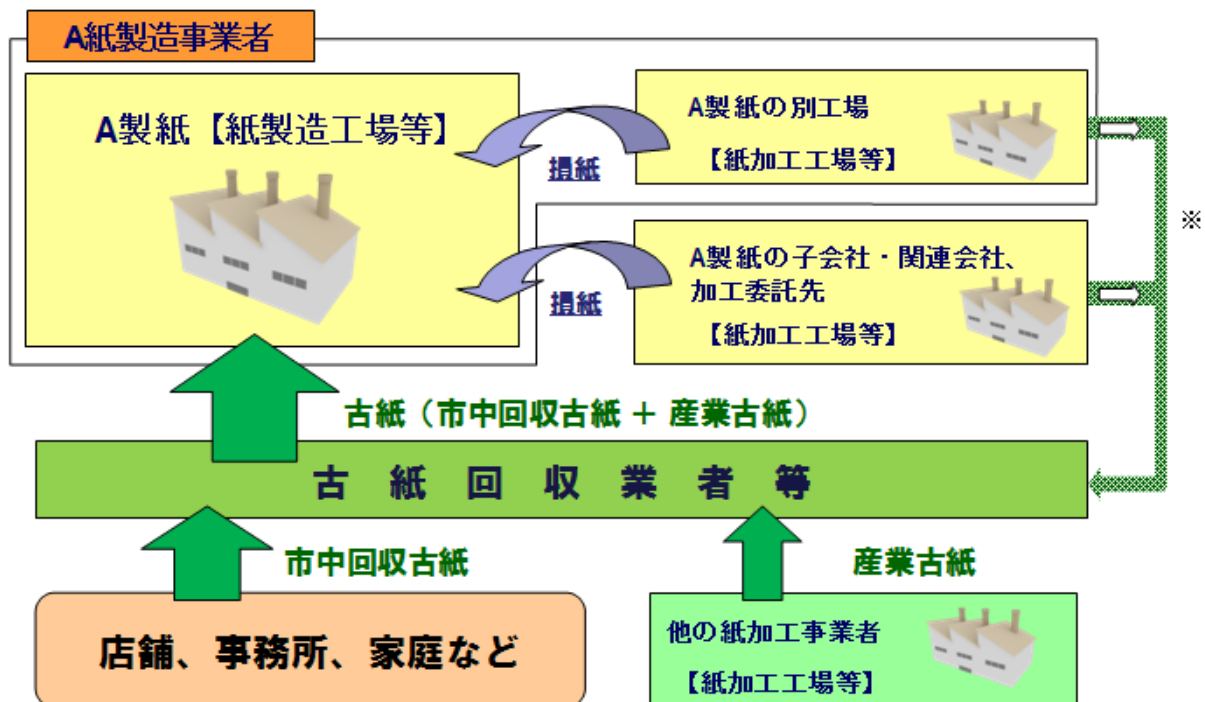 A紙製造事業者
A製紙【紙製造工場等】
損紙
A製紙の別工場
【紙加工工場等】
※
損紙
A製紙の子会社・関連会社、
加工委託先
【紙加工工場等】
古紙（市中回収古紙 + 産業古紙）
古紙回収業者等
市中回収古紙
産業古紙
店舗、事務所、家庭など
他の紙加工事業者
【紙加工工場等】